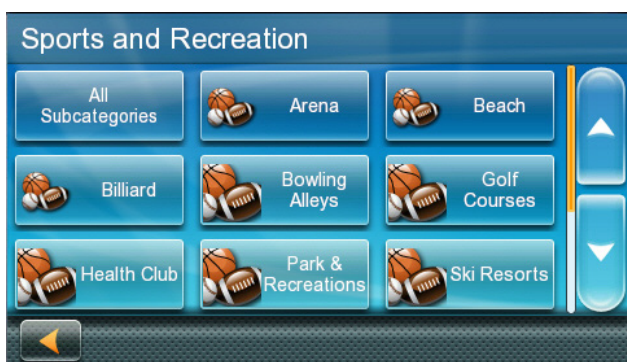 Sports and Recreation
All
Subcategories
Arena
Beach
Billiard
Bowling
Alleys
Golf
Courses
Health Club
Park &
Recreations
Ski Resorts